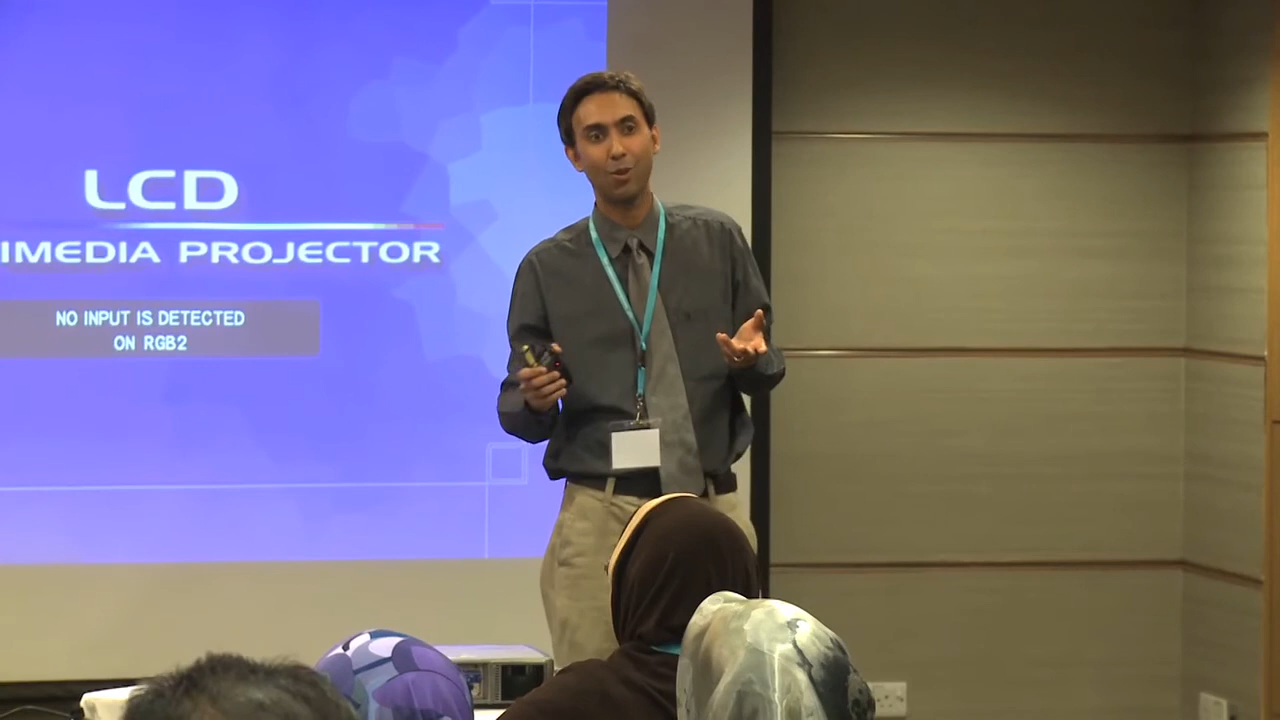 LCD
IMEDIA PROJECTOR
NO INPUT IS DETECTED
ON RGB2